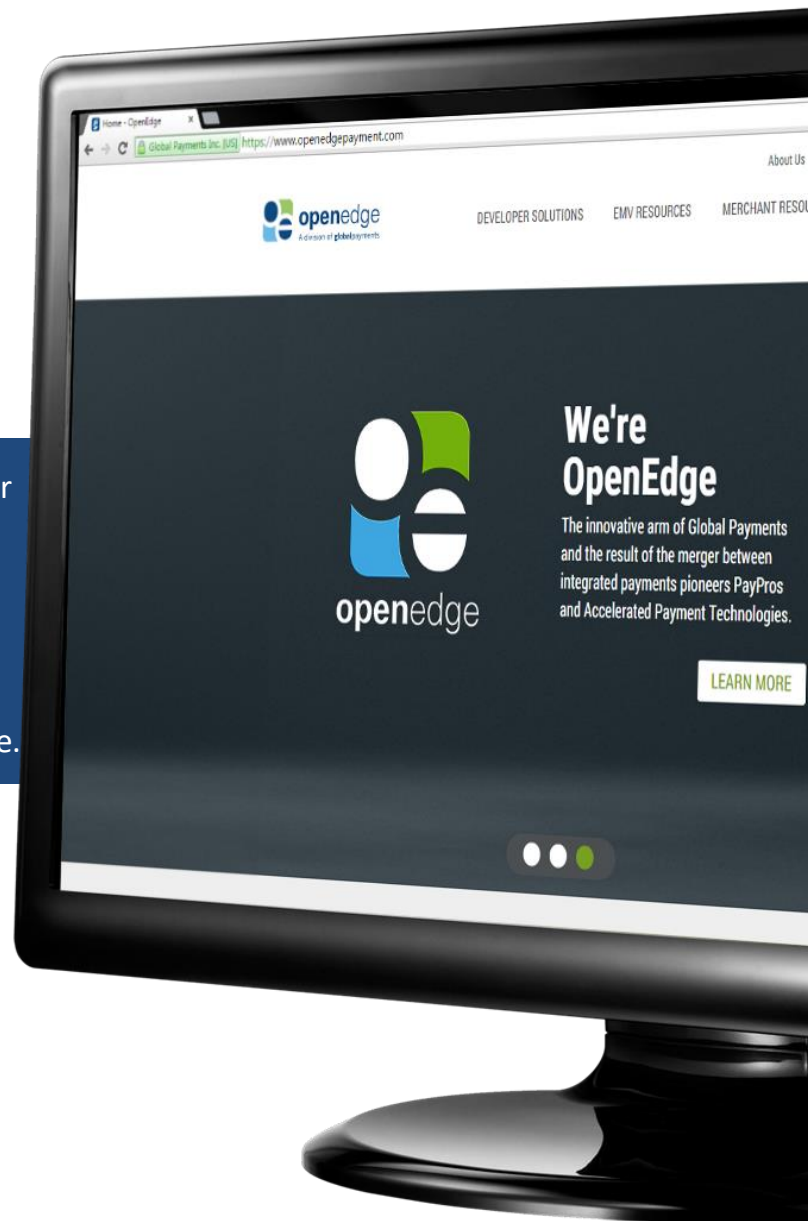 Home - OpenEdge
Global Payments Inc. [US] https://www.openedgepayment.com
About Us
openedge
A division of globalpayments
DEVELOPER SOLUTIONS EMV RESOURCES MERCHANT RESOU
We're
OpenEdge
The innovative arm of Global Payments
and the result of the merger between
integrated payments pioneers PayPros
and Accelerated Payment Technologies.
openedge
LEARN MORE
r
e.